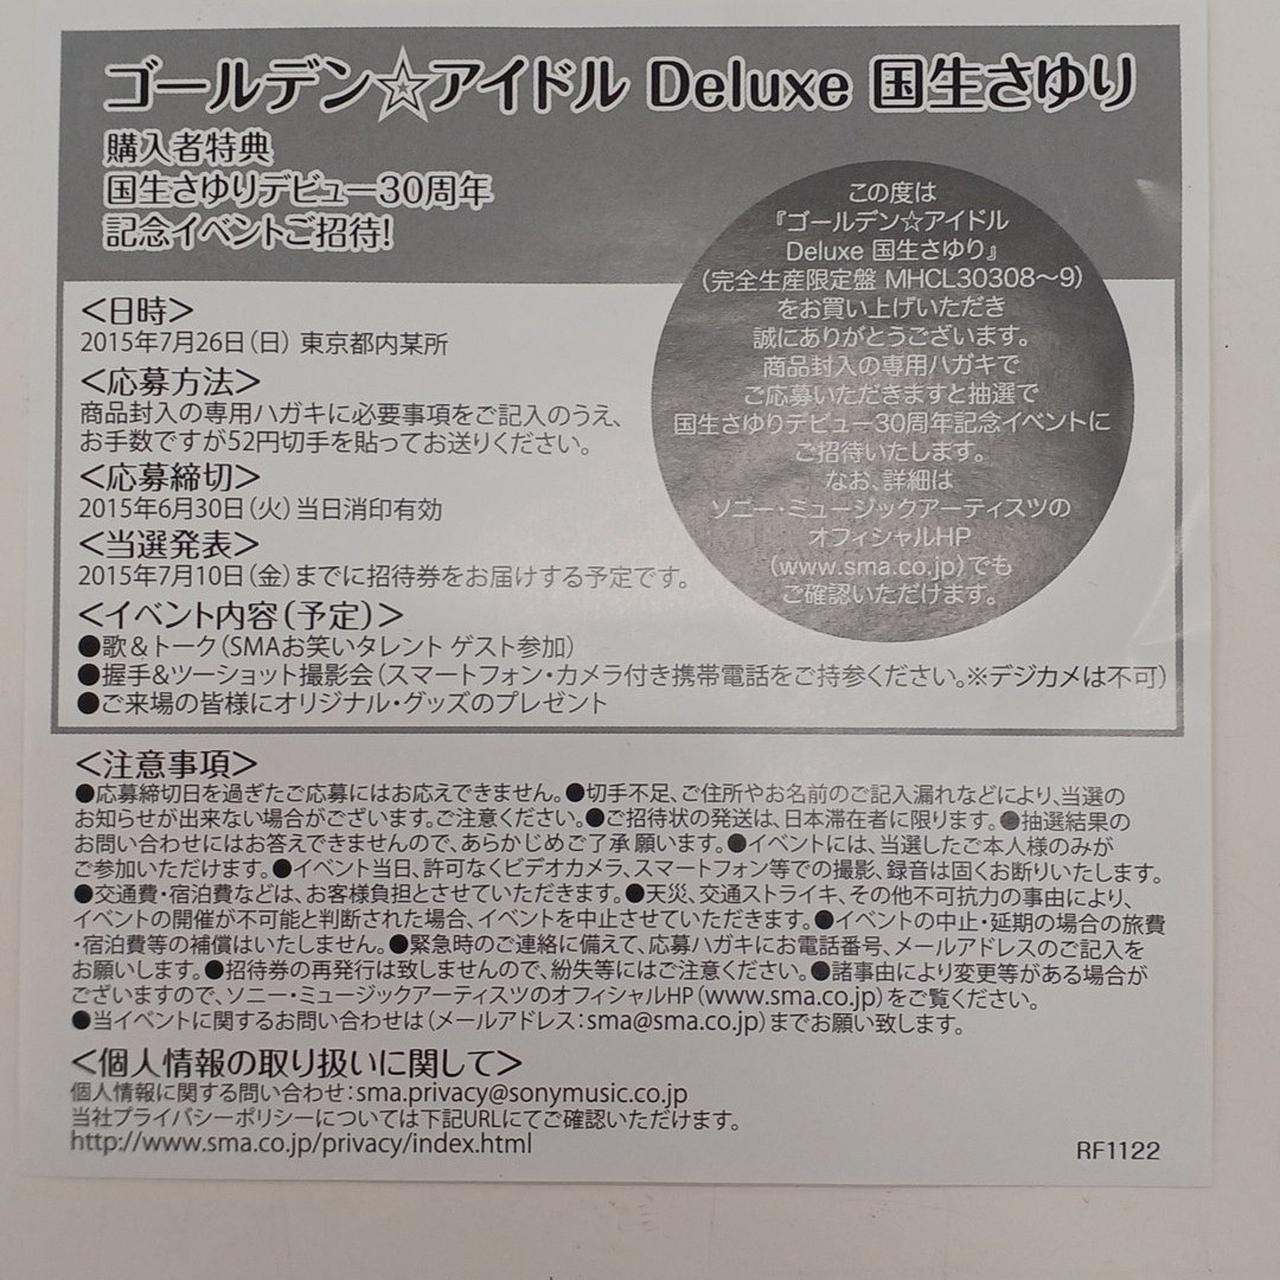 ゴールデン☆アイドル Deluxe 国生さゆり
購入者特典
国生さゆりデビュー30周年
記念イベントご招待!
この度は
『ゴールデン☆アイドル
Deluxe 国生さゆり』
(完全生産限定盤 MHCL30308〜9)
をお買い上げいただき
誠にありがとうございます。
商品封入の専用ハガキで
ご応募いただきますと抽選で
国生さゆりデビュー30周年記念イベントに
ご招待いたします。
なお、詳細は
ソニー・ミュージックアーティスツの
オフィシャルHP
(www.sma.co.jp)でも
ご確認いただけます。
<日時>
2015年7月26日(日) 東京都内某所
<応募方法>
商品封入の専用ハガキに必要事項をご記入のうえ、
お手数ですが52円切手を貼ってお送りください。
<応募締切>
2015年6月30日(火)当日消印有効
<当選発表>
2015年7月10日(金)までに招待券をお届けする予定です。
<イベント内容(予定)>
●歌&トーク(SMAお笑いタレント ゲスト参加)
●握手&ツーショット撮影会(スマートフォン・カメラ付き携帯電話をご持参ください。※デジカメは不可)
●ご来場の皆様にオリジナル・グッズのプレゼント
<注意事項>
●応募締切日を過ぎたご応募にはお応えできません。●切手不足、ご住所やお名前のご記入漏れなどにより、当選の
お知らせが出来ない場合がございます。ご注意ください。●ご招待状の発送は、日本滞在者に限ります。●抽選結果の
お問い合わせにはお答えできませんので、あらかじめご了承願います。●イベントには、当選したご本人様のみが
ご参加いただけます。●イベント当日、許可なくビデオカメラ、スマートフォン等での撮影、録音は固くお断りいたします。
●交通費・宿泊費などは、お客様負担とさせていただきます。●天災、交通ストライキ、その他不可抗力の事由により、
イベントの開催が不可能と判断された場合、イベントを中止させていただきます。●イベントの中止・延期の場合の旅費
・宿泊費等の補償はいたしません。●緊急時のご連絡に備えて、応募ハガキにお電話番号、メールアドレスのご記入を
お願いします。●招待券の再発行は致しませんので、紛失等にはご注意ください。●諸事由により変更等がある場合が
ございますので、ソニー・ミュージックアーティスツのオフィシャルHP(www.sma.co.jp)をご覧ください。
●当イベントに関するお問い合わせは(メールアドレス:sma@sma.co.jp)までお願い致します。
<個人情報の取り扱いに関して>
個人情報に関する問い合わせ:sma.privacy@sonymusic.co.jp
当社プライバシーポリシーについては下記URLにてご確認いただけます。
http://www.sma.co.jp/privacy/index.html
RF1122